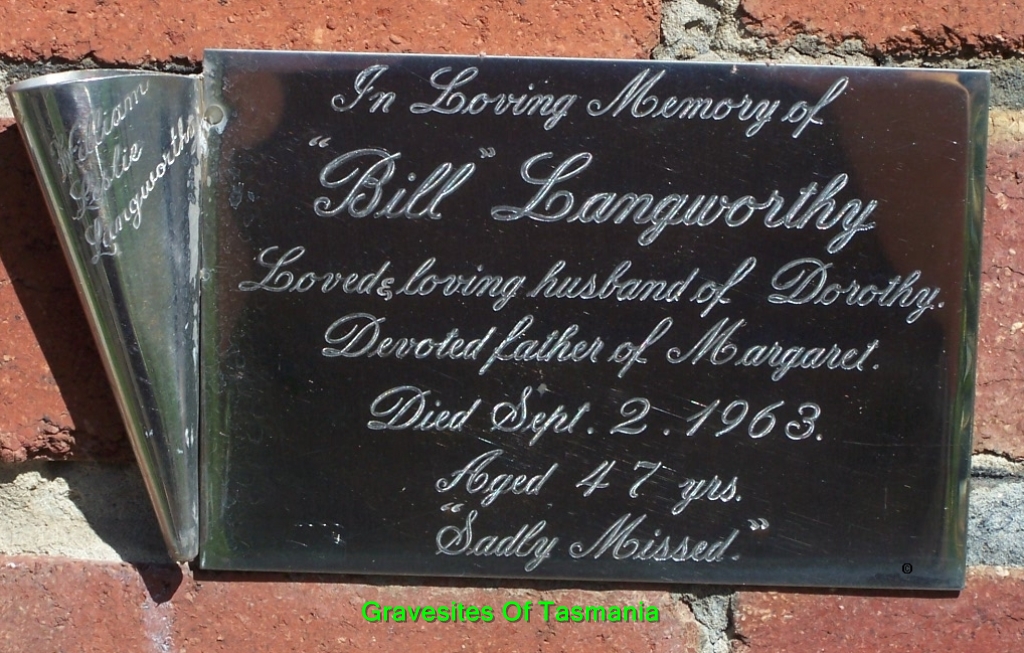 William
Leslie
Langworthy
In Loving Memory of
"Bill" Langworthy
Loved & loving husband of Dorothy.
Devoted father of Margaret.
Died Sept. 2. 1963.
Aged 47 yrs.
"Sadly Missed."
Gravesites Of Tasmania